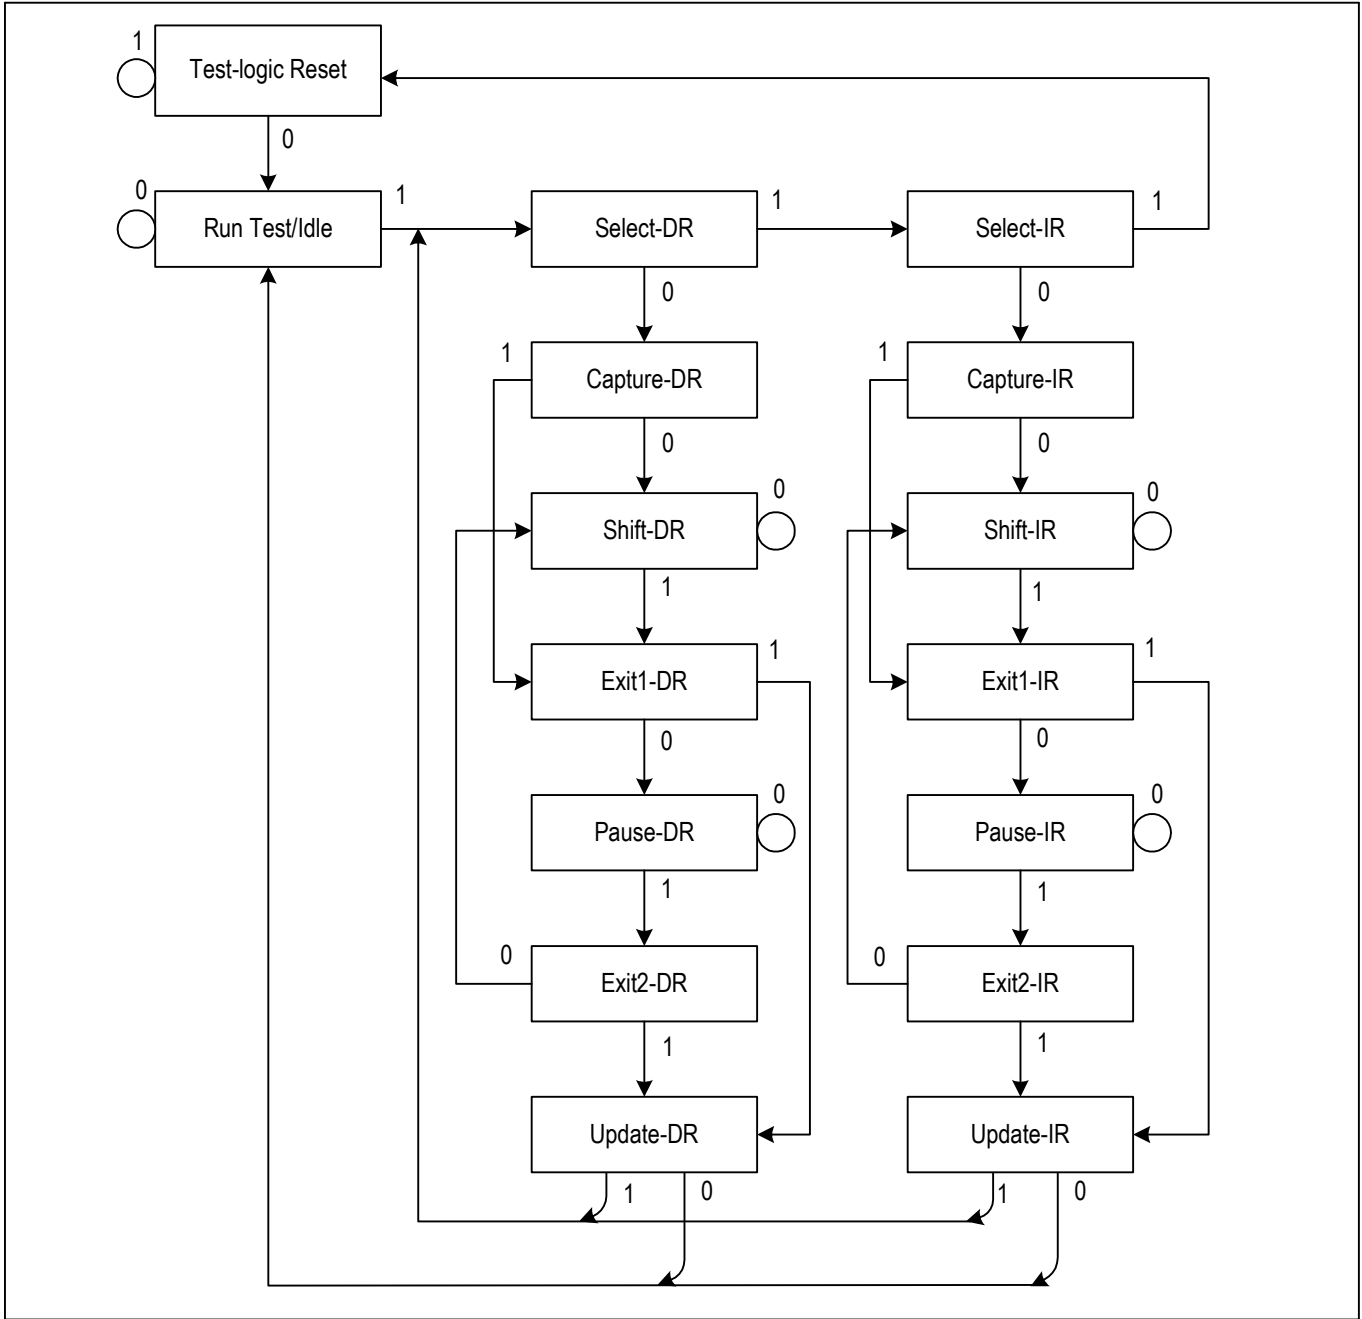 1
Test-logic Reset
0
0
Run Test/Idle
1
Select-DR
1
Select-IR
1
0
0
1
Capture-DR
1
Capture-IR
0
0
Shift-DR
0
Shift-IR
0
1
1
Exit1-DR
1
Exit1-IR
1
0
0
Pause-DR
0
Pause-IR
0
1
1
0
Exit2-DR
0
Exit2-IR
1
1
Update-DR
Update-IR
1
0
1
0